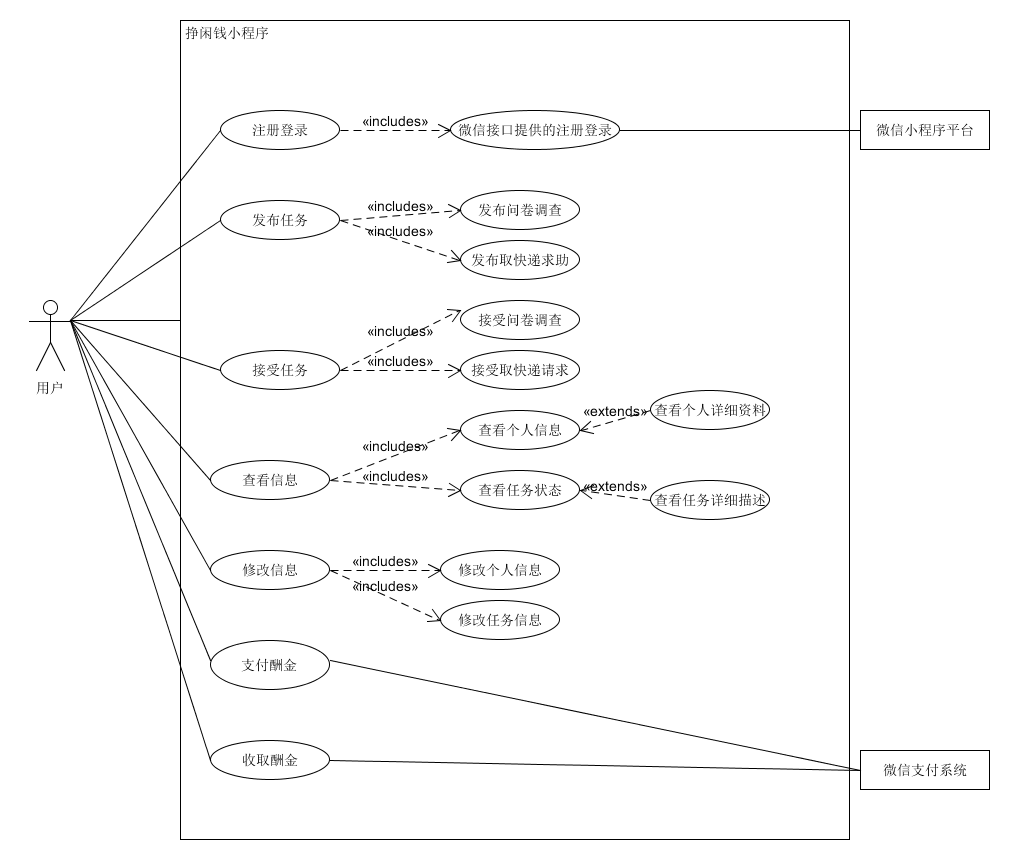 挣闲钱小程序
注册登录
«includes»
微信接口提供的注册登录
微信小程序平台
发布任务
«includes»
发布问卷调查
«includes»
发布取快递求助
用户
接受任务
«includes»
接受问卷调查
«includes»
接受取快递请求
查看信息
«includes»
查看个人信息
«extends»
查看个人详细资料
«includes»
查看任务状态
«extends»
查看任务详细描述
修改信息
«includes»
修改个人信息
«includes»
修改任务信息
支付酬金
收取酬金
微信支付系统